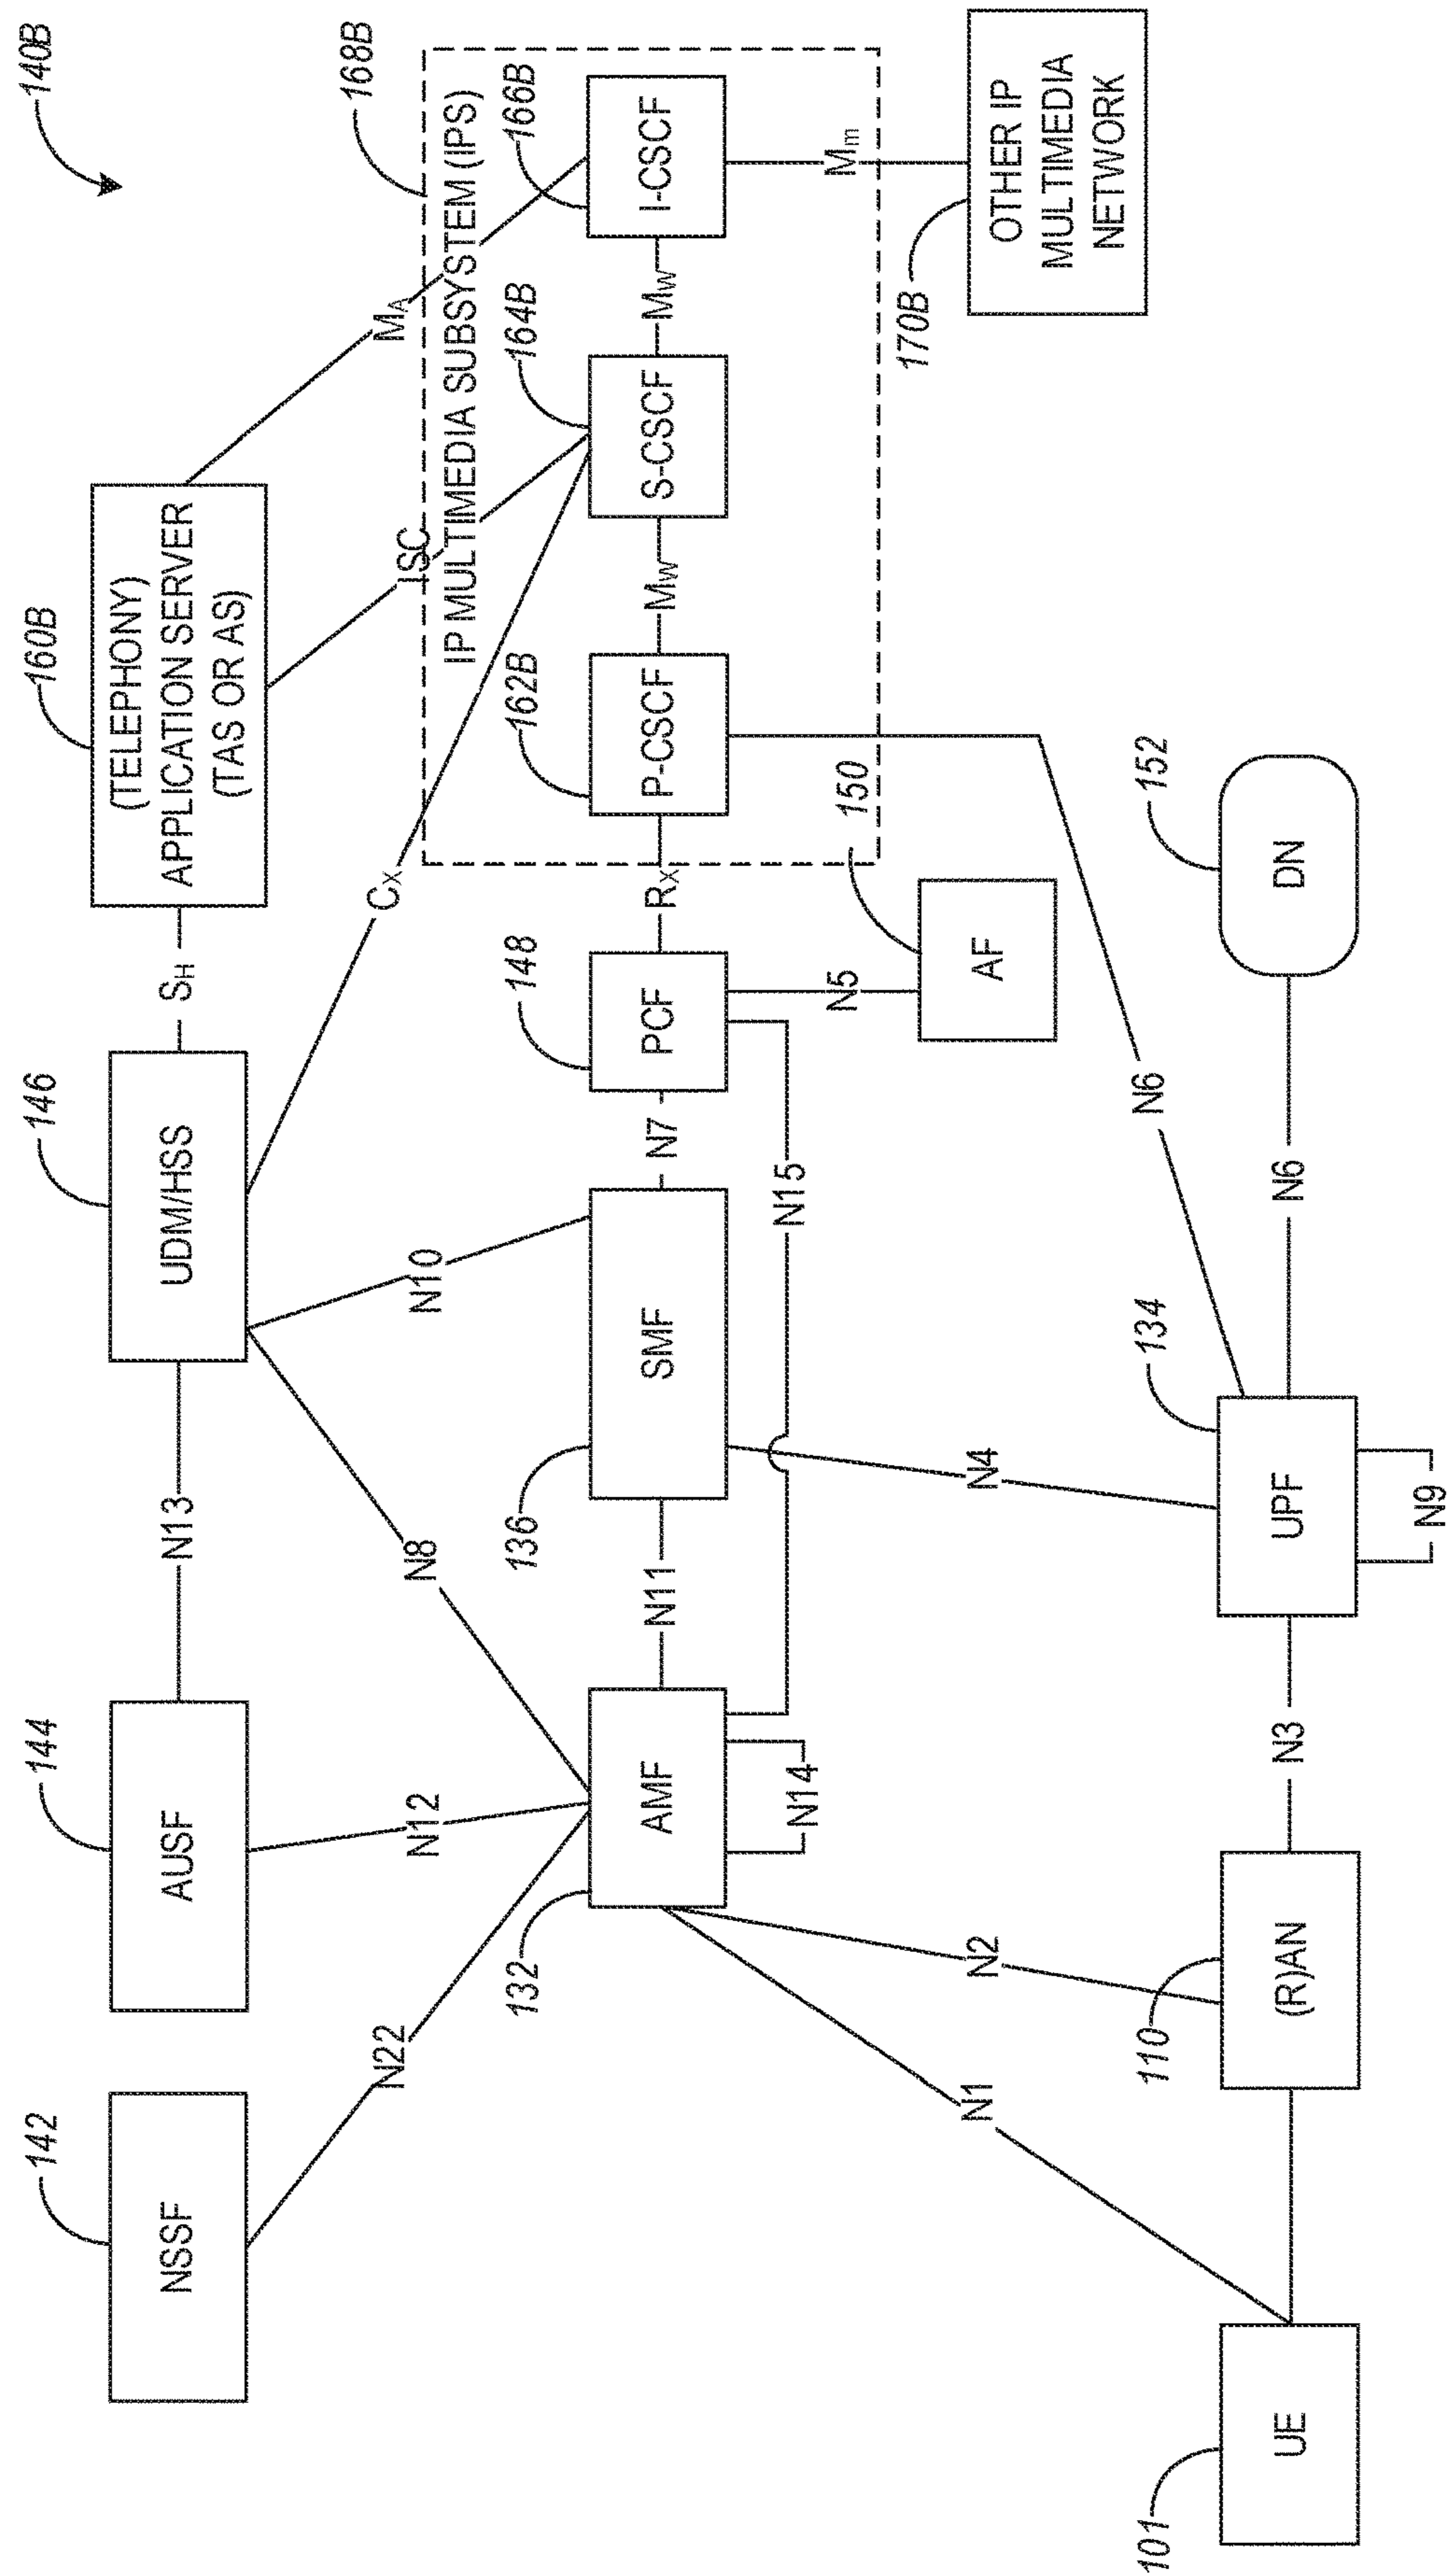 140B
160B
(TELEPHONY)
APPLICATION SERVER
(TAS OR AS)
168B
IP MULTIMEDIA SUBSYSTEM (IPS)
142
NSSF
144
AUSF
N13
146
UDM/HSS
SH
N22
N12
N8
N10
CX
ISC
MA
132
AMF
N14
N11
136
SMF
N15
N7
148
PCF
N5
150
AF
RX
162B
P-CSCF
MW
164B
S-CSCF
MW
166B
I-CSCF
Mm
170B
OTHER IP
MULTIMEDIA
NETWORK
N1
N2
N4
N6
101
UE
110
(R)AN
N3
134
UPF
N9
N6
152
DN